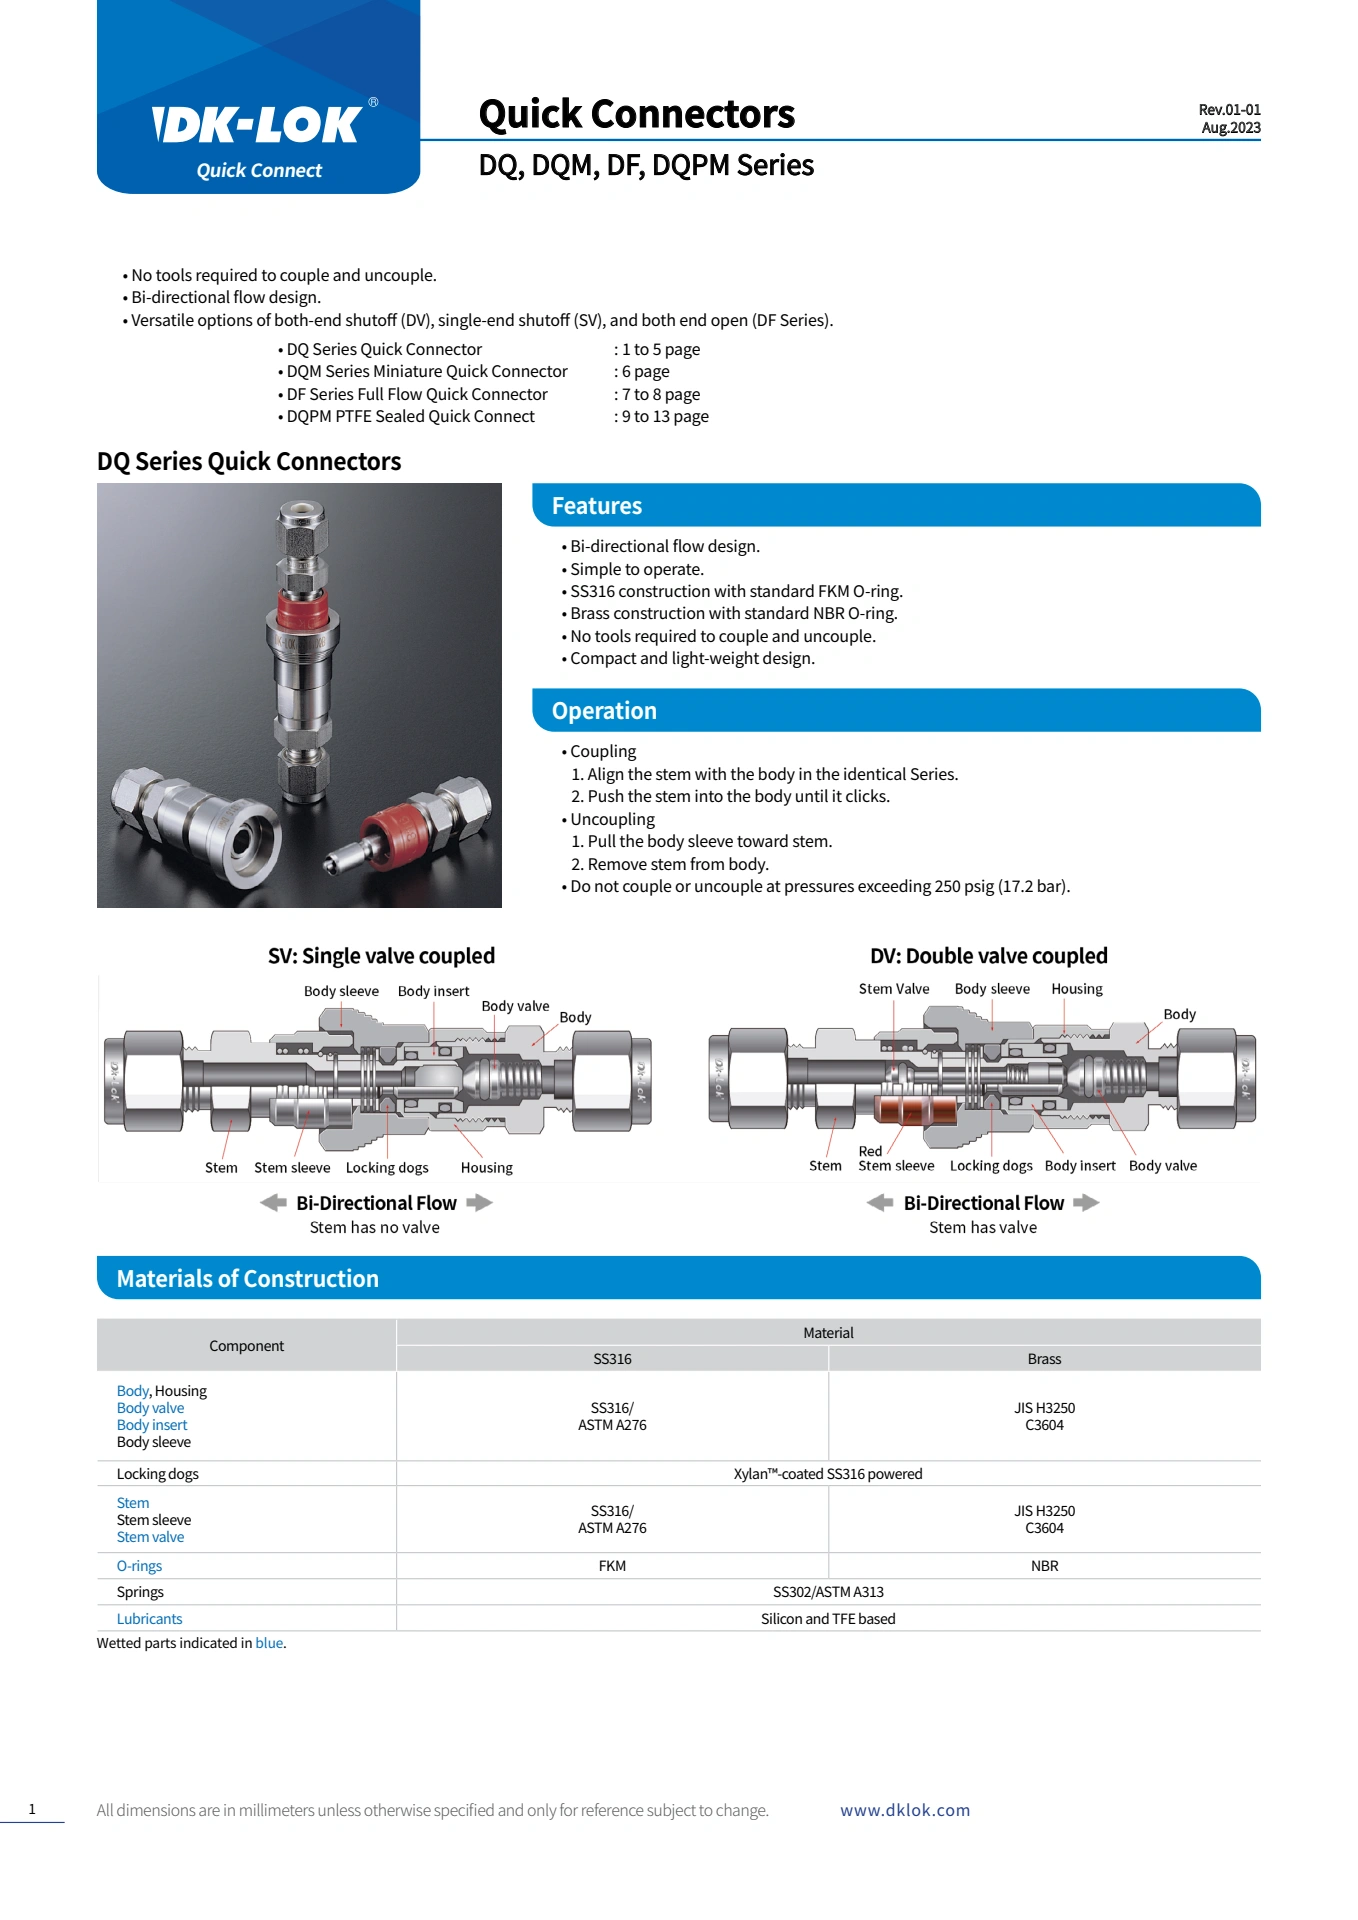 DK-LOK®
Quick Connect
Quick Connectors
Rev.01-01
Aug.2023
DQ, DQM, DF, DQPM Series
• No tools required to couple and uncouple.
• Bi-directional flow design.
• Versatile options of both-end shutoff (DV), single-end shutoff (SV), and both end open (DF Series).
• DQ Series Quick Connector : 1 to 5 page
• DQM Series Miniature Quick Connector : 6 page
• DF Series Full Flow Quick Connector : 7 to 8 page
• DQPM PTFE Sealed Quick Connect : 9 to 13 page
DQ Series Quick Connectors
Features
• Bi-directional flow design.
• Simple to operate.
• SS316 construction with standard FKM O-ring.
• Brass construction with standard NBR O-ring.
• No tools required to couple and uncouple.
• Compact and light-weight design.
Operation
• Coupling
1. Align the stem with the body in the identical Series.
2. Push the stem into the body until it clicks.
• Uncoupling
1. Pull the body sleeve toward stem.
2. Remove stem from body.
• Do not couple or uncouple at pressures exceeding 250 psig (17.2 bar).
SV: Single valve coupled
Body sleeve Body insert
Body valve
Body
DK-LOK
DK-LOK
Stem Stem sleeve Locking dogs Housing
Bi-Directional Flow
Stem has no valve
DV: Double valve coupled
Stem Valve Body sleeve Housing
Body
DK-LOK
DK-LOK
Red
Stem Stem sleeve Locking dogs Body insert Body valve
Bi-Directional Flow
Stem has valve
Materials of Construction
Component Material
SS316 Brass
Body, Housing
Body valve
Body insert
Body sleeve
SS316/
ASTM A276
JIS H3250
C3604
Locking dogs Xylan™-coated SS316 powered
Stem
Stem sleeve
Stem valve
SS316/
ASTM A276
JIS H3250
C3604
O-rings FKM NBR
Springs SS302/ASTM A313
Lubricants Silicon and TFE based
Wetted parts indicated in blue.
1
All dimensions are in millimeters unless otherwise specified and only for reference subject to change.
www.dklok.com